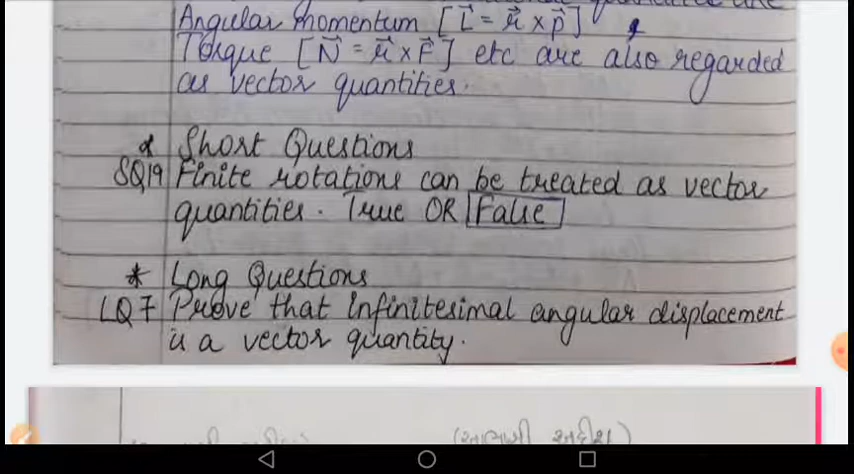 Angular momentum [L⃗ = r⃗ × p⃗]
Torque [N⃗ = r⃗ × F⃗] etc are also regarded
as vector quantities.
* Short Questions
SQ19 Finite rotations can be treated as vector
quantities. True OR False
* Long Questions
LQ7 Prove that infinitesimal angular displacement
is a vector quantity.